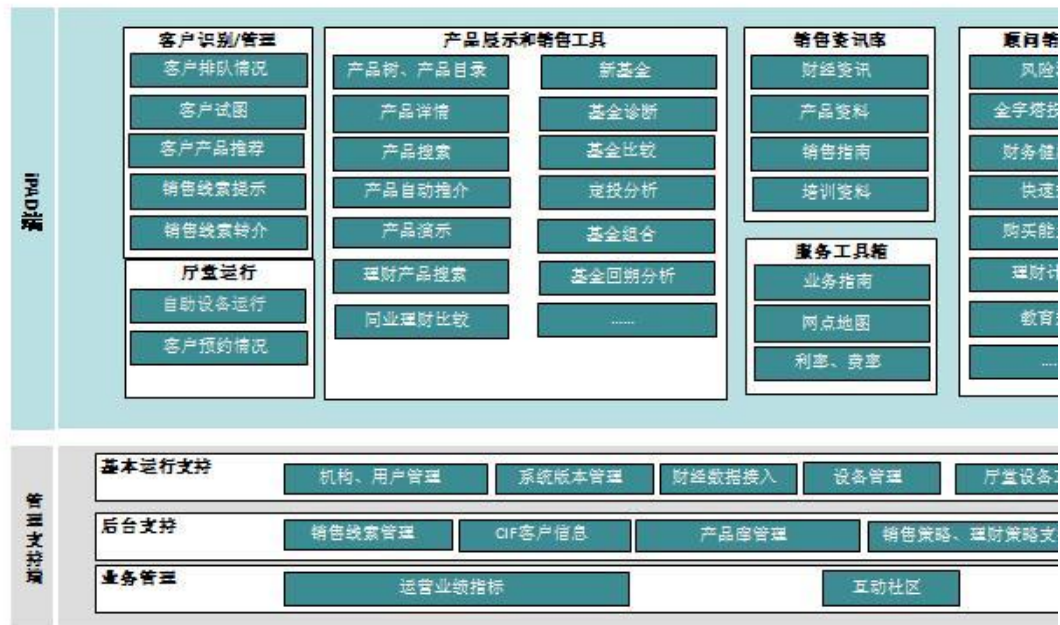 iPAD端
客户识别/管理
客户排队情况
客户试图
客户产品推荐
销售线索提示
销售线索转介
厅堂运行
自助设备运行
客户预约情况
产品展示和销售工具
产品树、产品目录
产品详情
产品搜索
产品自动推介
产品演示
理财产品搜索
同业理财比较
新基金
基金诊断
基金比较
定投分析
基金组合
基金回朔分析
......
销售资讯库
财经资讯
产品资料
销售指南
培训资料
服务工具箱
业务指南
网点地图
利率、费率
顾问销
风险
金字塔投
财务健
快速
购买能
理财计
教育
....
管理支持端
基本运行支持
机构、用户管理
系统版本管理
财经数据接入
设备管理
厅堂设备
后台支持
销售线索管理
CIF客户信息
产品库管理
销售策略、理财策略支
业务管理
运营业绩指标
互动社区